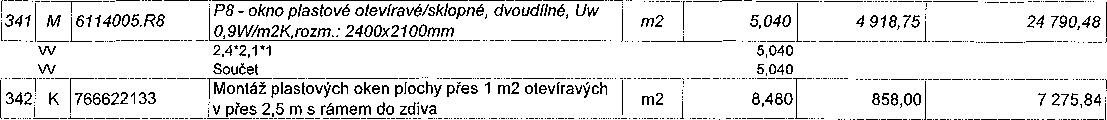 341 M 6114005.R8 P8 - okno plastové otevíravé/sklopné, dvoudílné, Uw m2 5,040 4 918,75 24 790,48
0,9W/m2K,rozm.: 2400x2100mm
VV 2,4*2,1*1 5,040
VV Součet 5,040
342 K 766622133 Montáž plastových oken plochy přes 1 m2 otevíravých m2 8,480 858,00 7 275,84
v přes 2,5 m s rámem do zdiva